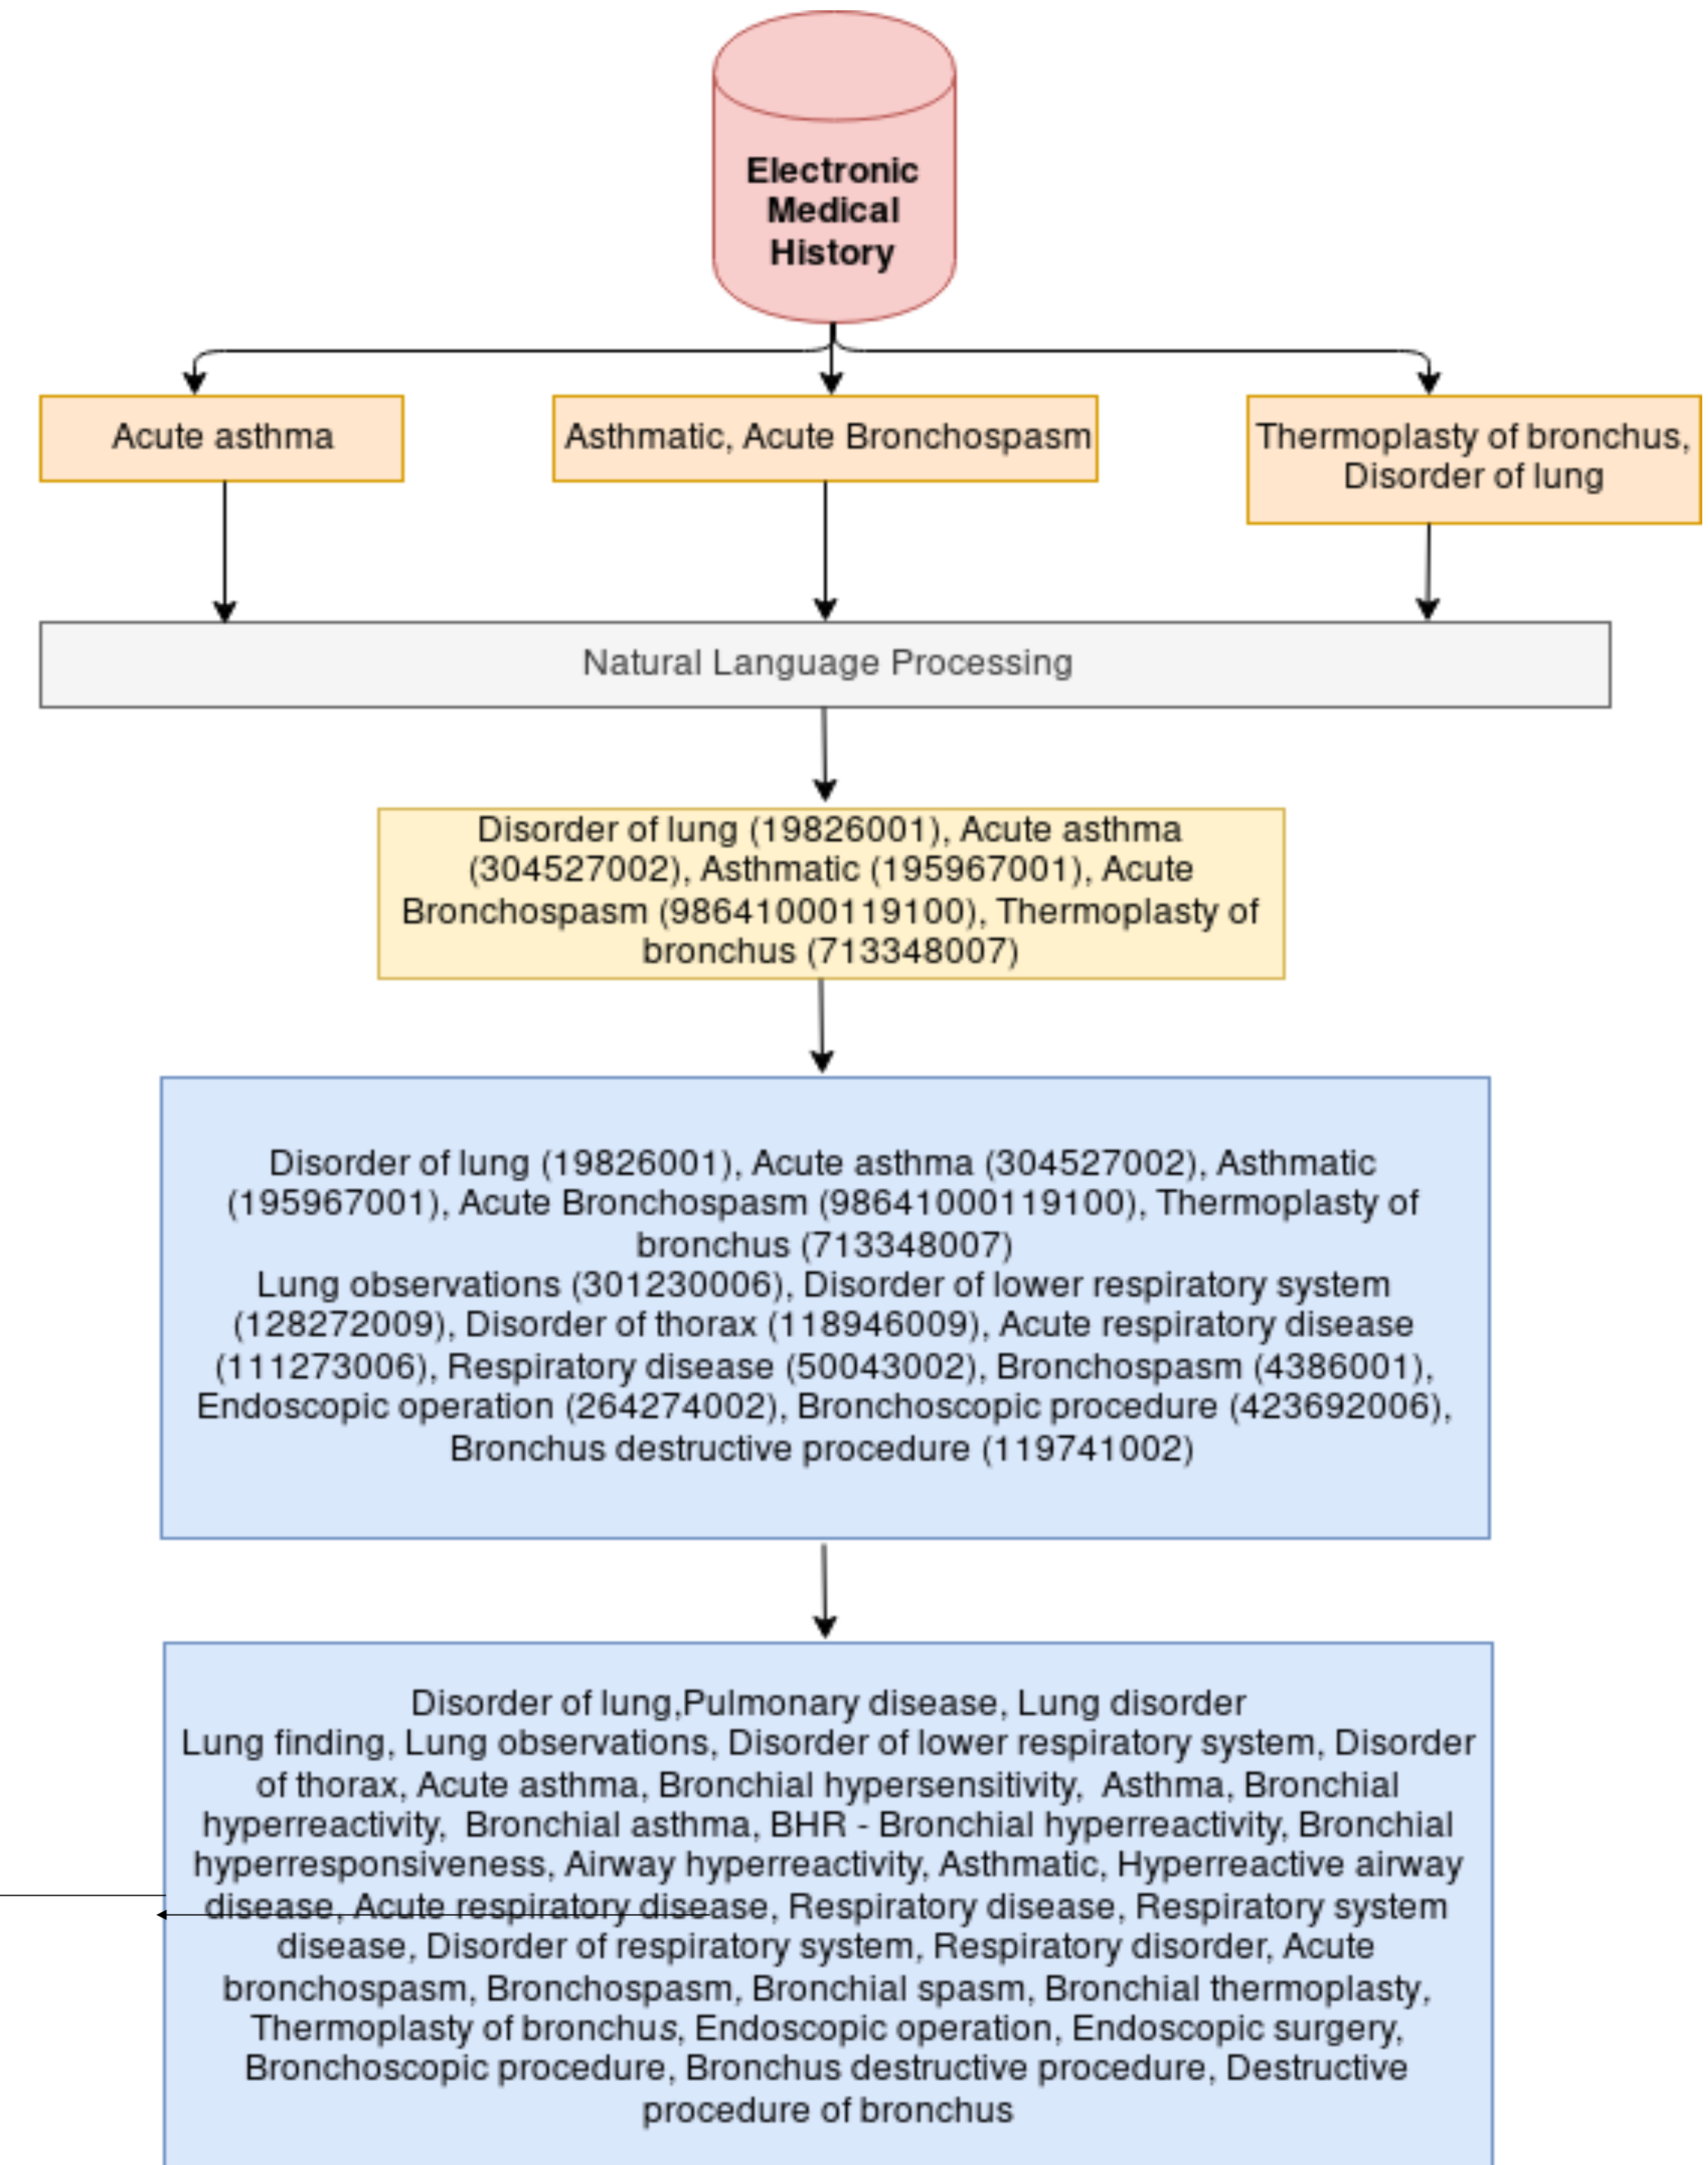 Electronic
Medical
History
Acute asthma
Asthmatic, Acute Bronchospasm
Thermoplasty of bronchus,
Disorder of lung
Natural Language Processing
Disorder of lung (19826001), Acute asthma
(304527002), Asthmatic (195967001), Acute
Bronchospasm (98641000119100), Thermoplasty of
bronchus (713348007)
Disorder of lung (19826001), Acute asthma (304527002), Asthmatic
(195967001), Acute Bronchospasm (98641000119100), Thermoplasty of
bronchus (713348007)
Lung observations (301230006), Disorder of lower respiratory system
(128272009), Disorder of thorax (118946009), Acute respiratory disease
(111273006), Respiratory disease (50043002), Bronchospasm (4386001),
Endoscopic operation (264274002), Bronchoscopic procedure (423692006),
Bronchus destructive procedure (119741002)
Disorder of lung,Pulmonary disease, Lung disorder
Lung finding, Lung observations, Disorder of lower respiratory system, Disorder
of thorax, Acute asthma, Bronchial hypersensitivity, Asthma, Bronchial
hyperreactivity, Bronchial asthma, BHR - Bronchial hyperreactivity, Bronchial
hyperresponsiveness, Airway hyperreactivity, Asthmatic, Hyperreactive airway
disease, Acute respiratory disease, Respiratory disease, Respiratory system
disease, Disorder of respiratory system, Respiratory disorder, Acute
bronchospasm, Bronchospasm, Bronchial spasm, Bronchial thermoplasty,
Thermoplasty of bronchus, Endoscopic operation, Endoscopic surgery,
Bronchoscopic procedure, Bronchus destructive procedure, Destructive
procedure of bronchus